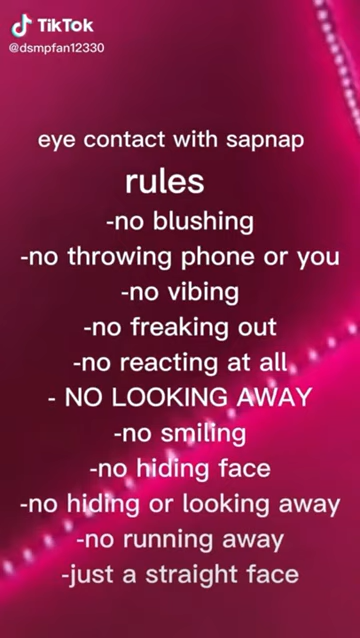 TikTok
@dsmpfan12330
eye contact with sapnap
rules
-no blushing
-no throwing phone or you
-no vibing
-no freaking out
-no reacting at all
- NO LOOKING AWAY
-no smiling
-no hiding face
-no hiding or looking away
-no running away
-just a straight face